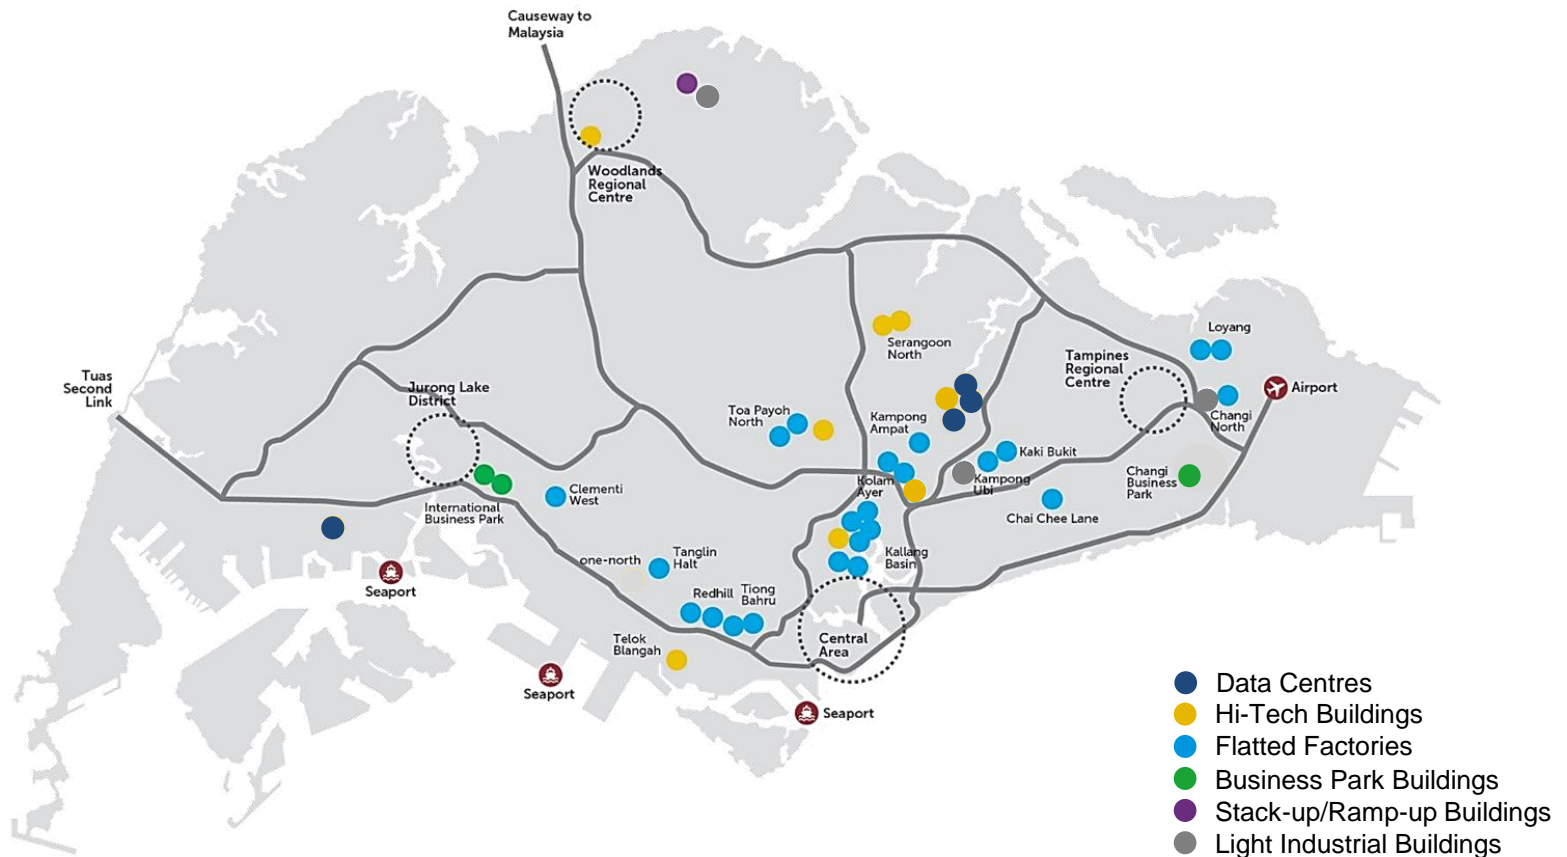 Causeway to
Malaysia
Woodlands
Regional
Centre
Serangoon
North
Loyang
Tampines
Regional
Centre
Airport
Tuas
Second
Link
Jurong Lake
District
Toa Payoh
North
Kampong
Ampat
Changi
North
Kaki Bukit
Kolam
Ayer
Kampong
Ubi
Changi
Business
Park
Clementi
West
International
Business Park
Chai Chee Lane
one-north
Tanglin
Halt
Kallang
Basin
Seaport
Redhill
Tiong
Bahru
Telok
Blangah
Central
Area
Seaport
Seaport
Data Centres
Hi-Tech Buildings
Flatted Factories
Business Park Buildings
Stack-up/Ramp-up Buildings
Light Industrial Buildings